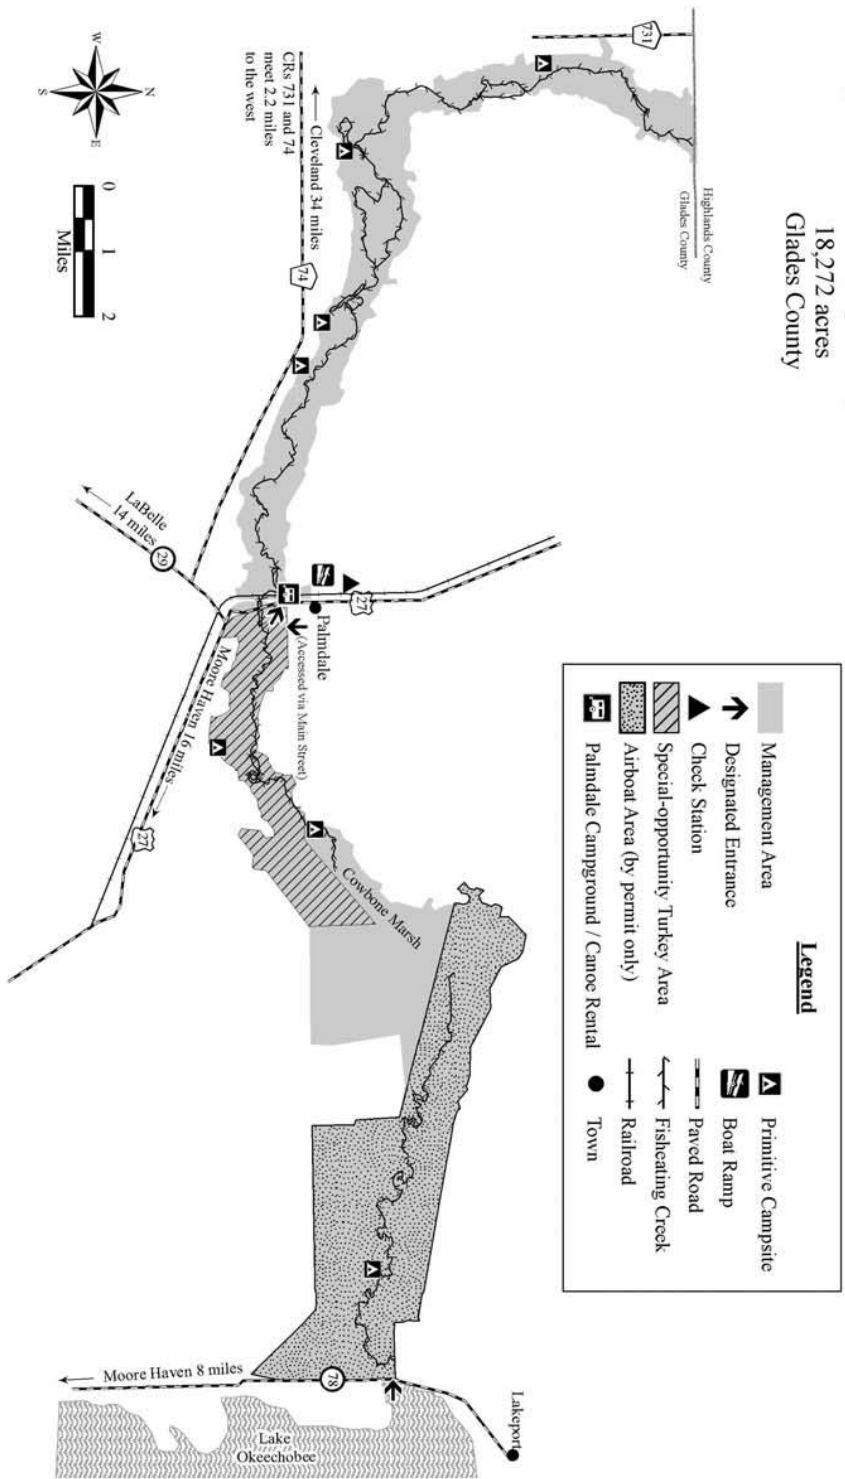 18,272 acres
Glades County
Highlands County
Glades County
731
CRs 731 and 74
meet 2.2 miles
to the west
Cleveland 34 miles
74
N
W
E
S
0 1 2
Miles
LaBelle
14 miles
29
27
Palmdale
(Accessed via Main Street)
Moore Haven 16 miles
27
Cowbone Marsh
Legend
Management Area
Designated Entrance
Check Station
Special-opportunity Turkey Area
Airboat Area (by permit only)
Palmdale Campground / Canoe Rental
Primitive Campsite
Boat Ramp
Paved Road
Fisheating Creek
Railroad
Town
Moore Haven 8 miles
78
Lakeport
Lake
Okeechobee